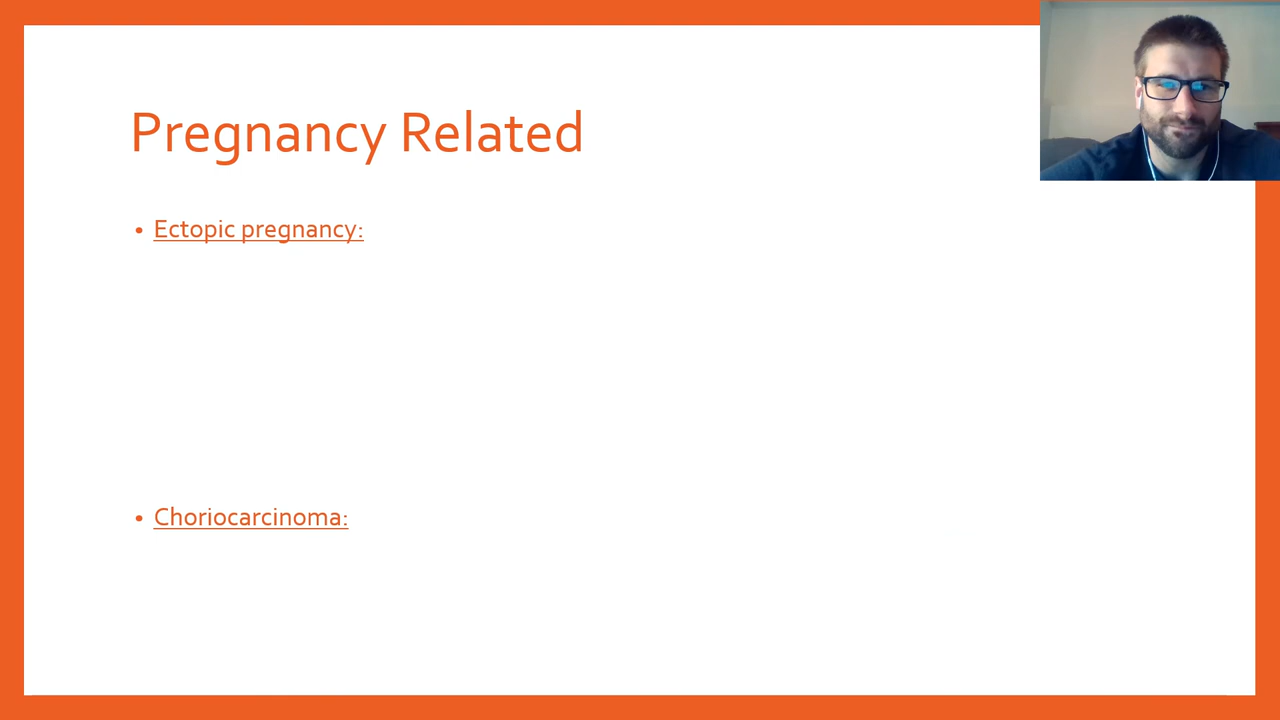 Pregnancy Related
• Ectopic pregnancy:
• Choriocarcinoma: